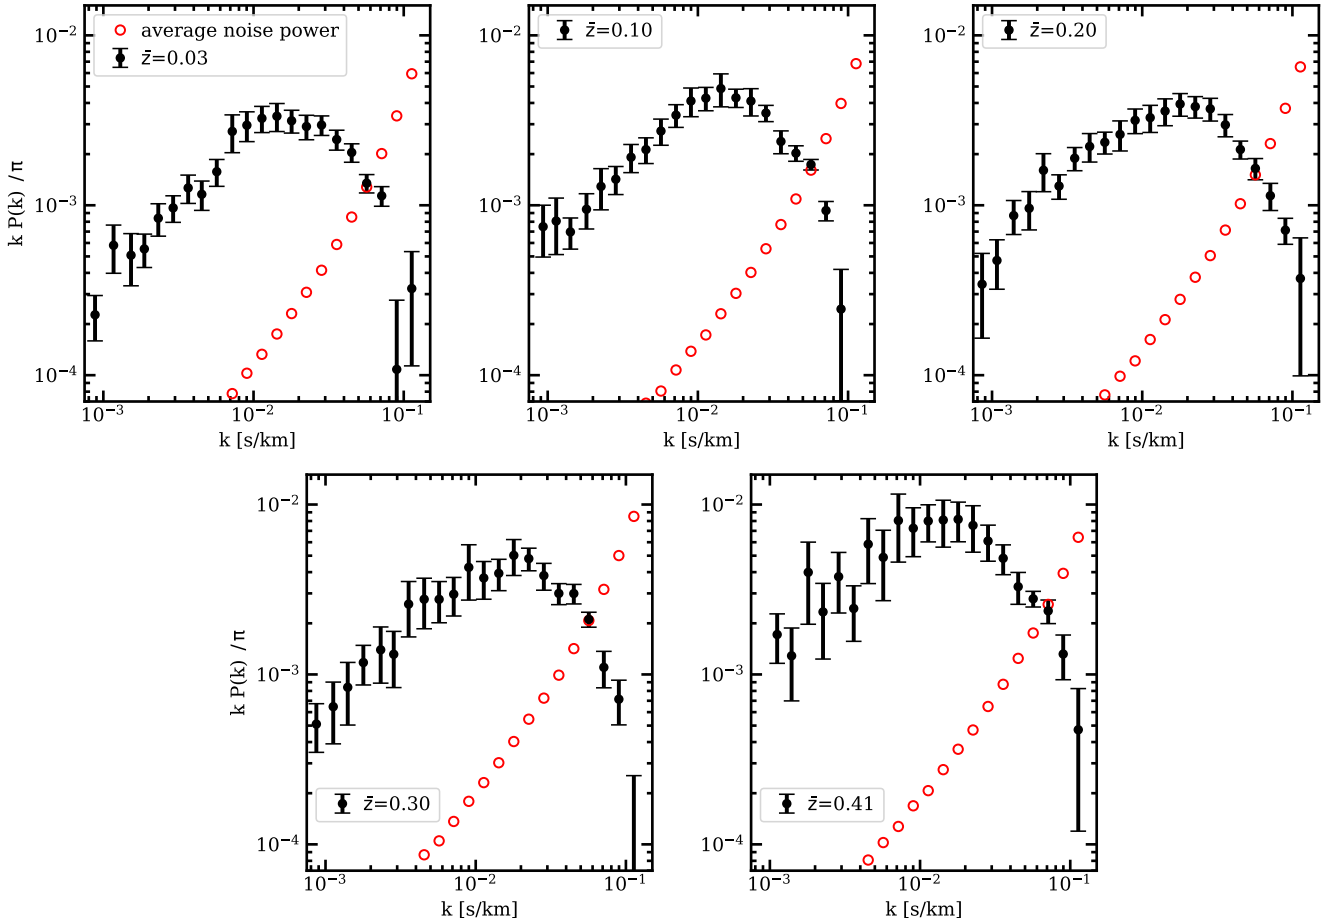 average noise power
z̄=0.03
z̄=0.10
z̄=0.20
10⁻²
10⁻³
10⁻⁴
k P(k) / π
10⁻²
10⁻³
10⁻⁴
10⁻²
10⁻³
10⁻⁴
10⁻³ 10⁻² 10⁻¹
10⁻³ 10⁻² 10⁻¹
10⁻³ 10⁻² 10⁻¹
k [s/km]
k [s/km]
k [s/km]
10⁻²
10⁻³
10⁻⁴
k P(k) / π
z̄=0.30
10⁻²
10⁻³
10⁻⁴
z̄=0.41
10⁻³ 10⁻² 10⁻¹
10⁻³ 10⁻² 10⁻¹
k [s/km]
k [s/km]